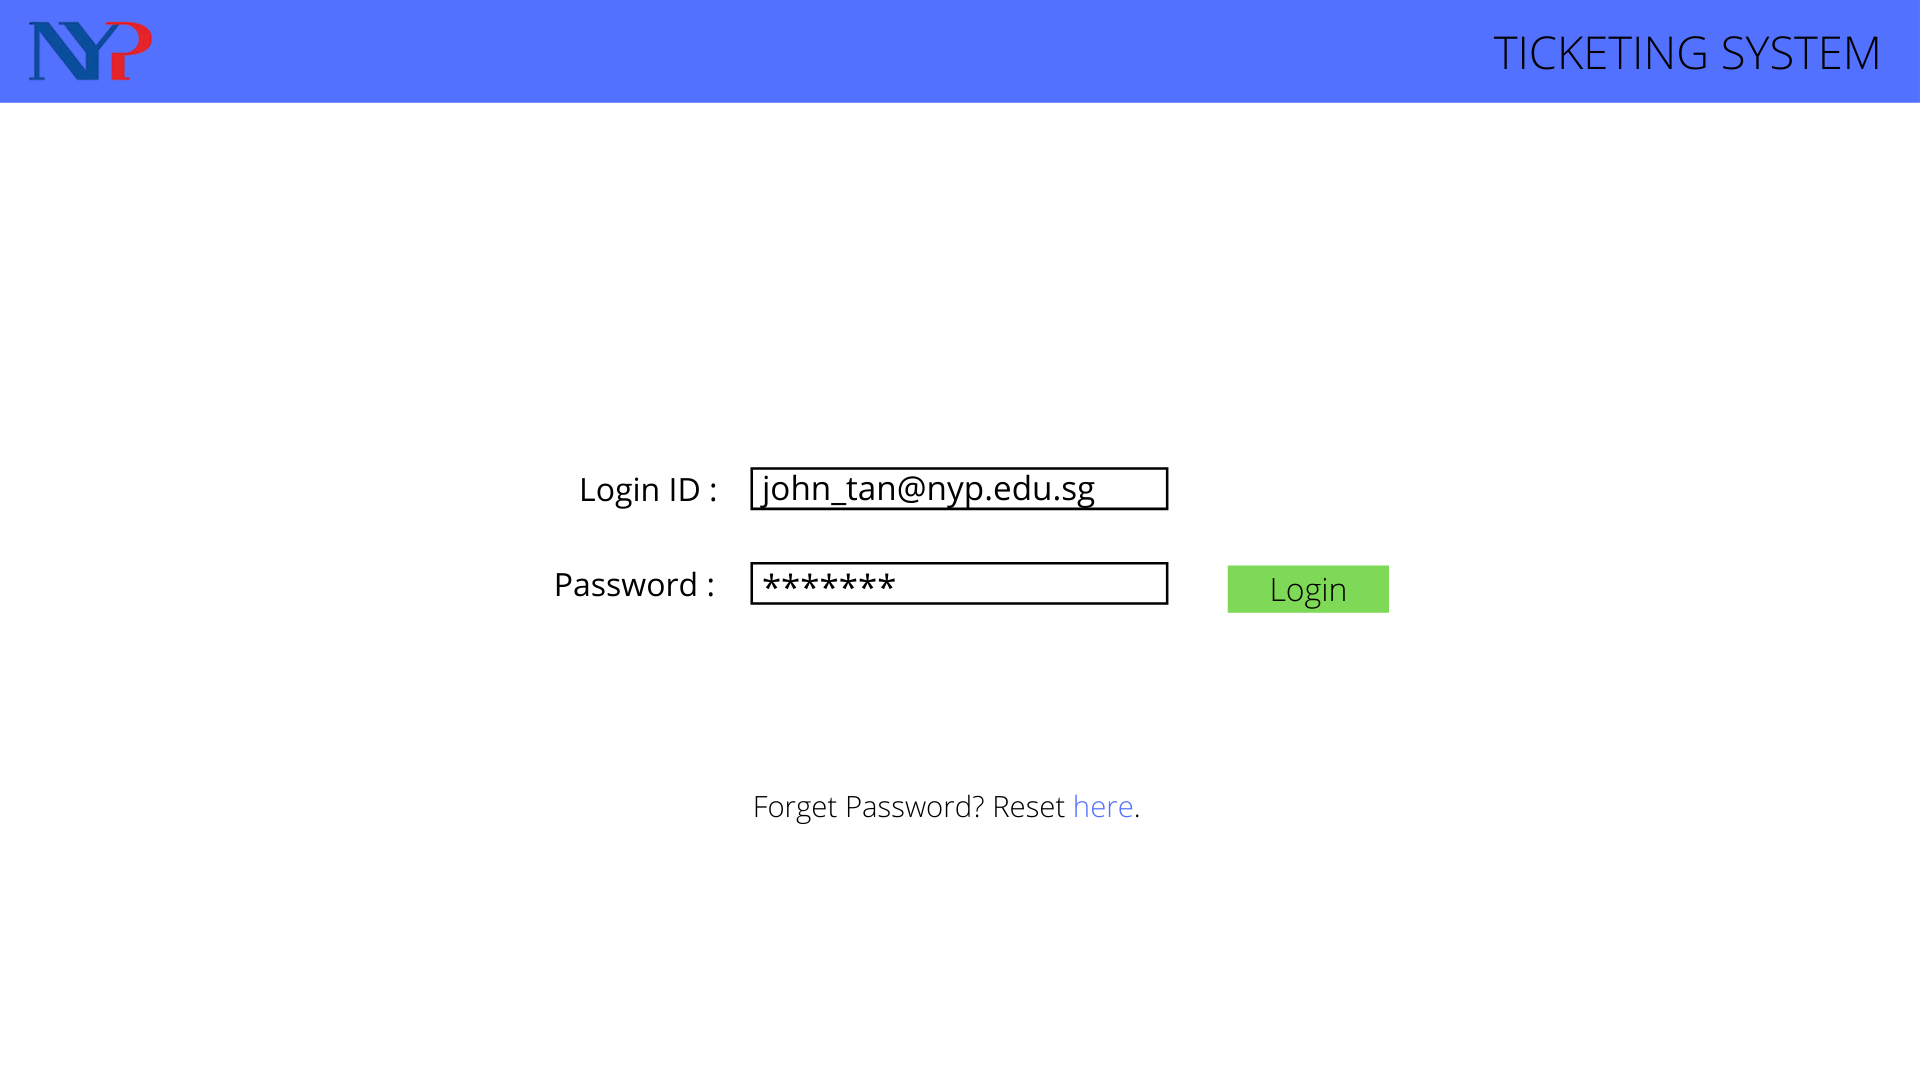 NYP
TICKETING SYSTEM
Login ID : john_tan@nyp.edu.sg
Password : *******
Login
Forget Password? Reset here.